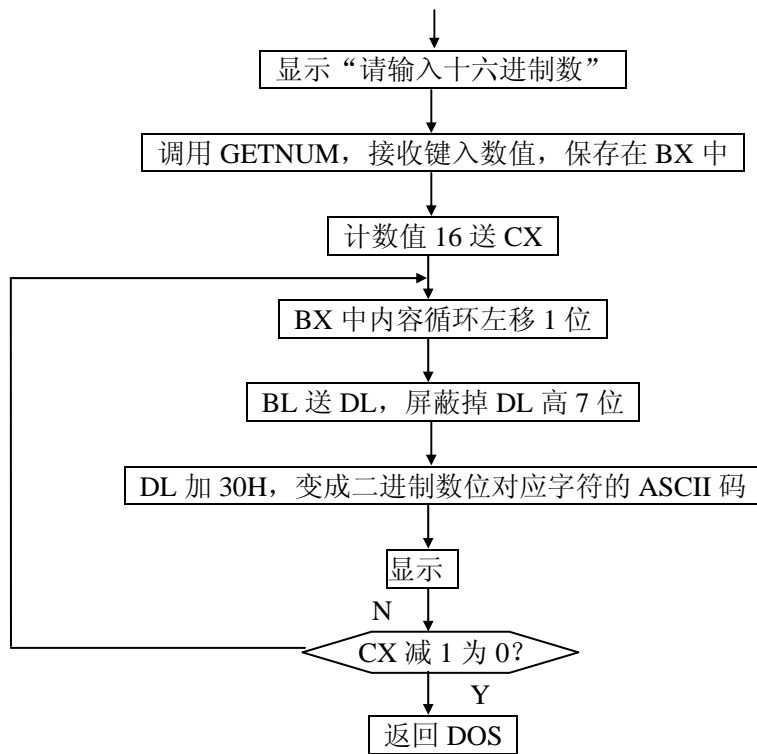 显示“请输入十六进制数”
调用 GETNUM，接收键入数值，保存在 BX 中
计数值 16 送 CX
BX 中内容循环左移 1 位
BL 送 DL，屏蔽掉 DL 高 7 位
DL 加 30H，变成二进制数位对应字符的 ASCII 码
显示
N
CX 减 1 为 0?
Y
返回 DOS